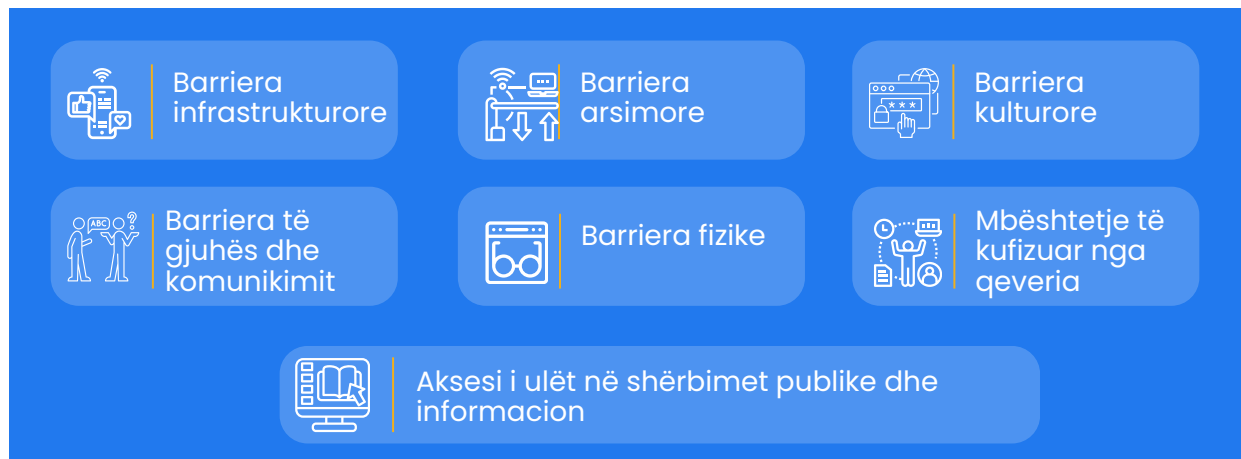 Barriera
infrastrukturore
Barriera
arsimore
Barriera
kulturore
ABC ?
Barriera të
gjuhës dhe
komunikimit
Barriera fizike
Mbështetje të
kufizuar nga
qeveria
Aksesi i ulët në shërbimet publike dhe
informacion